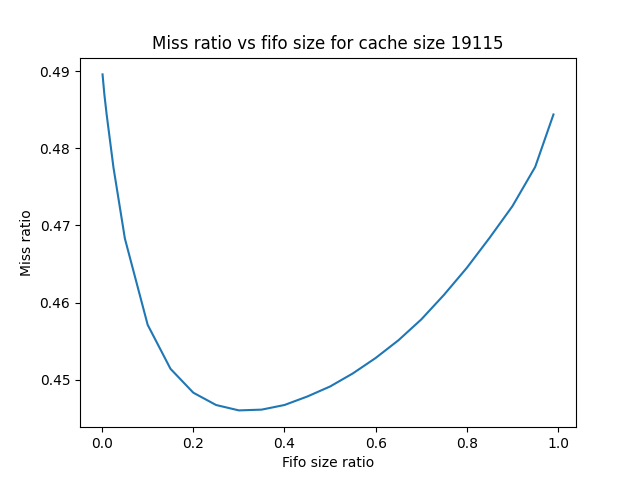 Miss ratio vs fifo size for cache size 19115
0.49
0.48
0.47
0.46
0.45
Miss ratio
0.0 0.2 0.4 0.6 0.8 1.0
Fifo size ratio